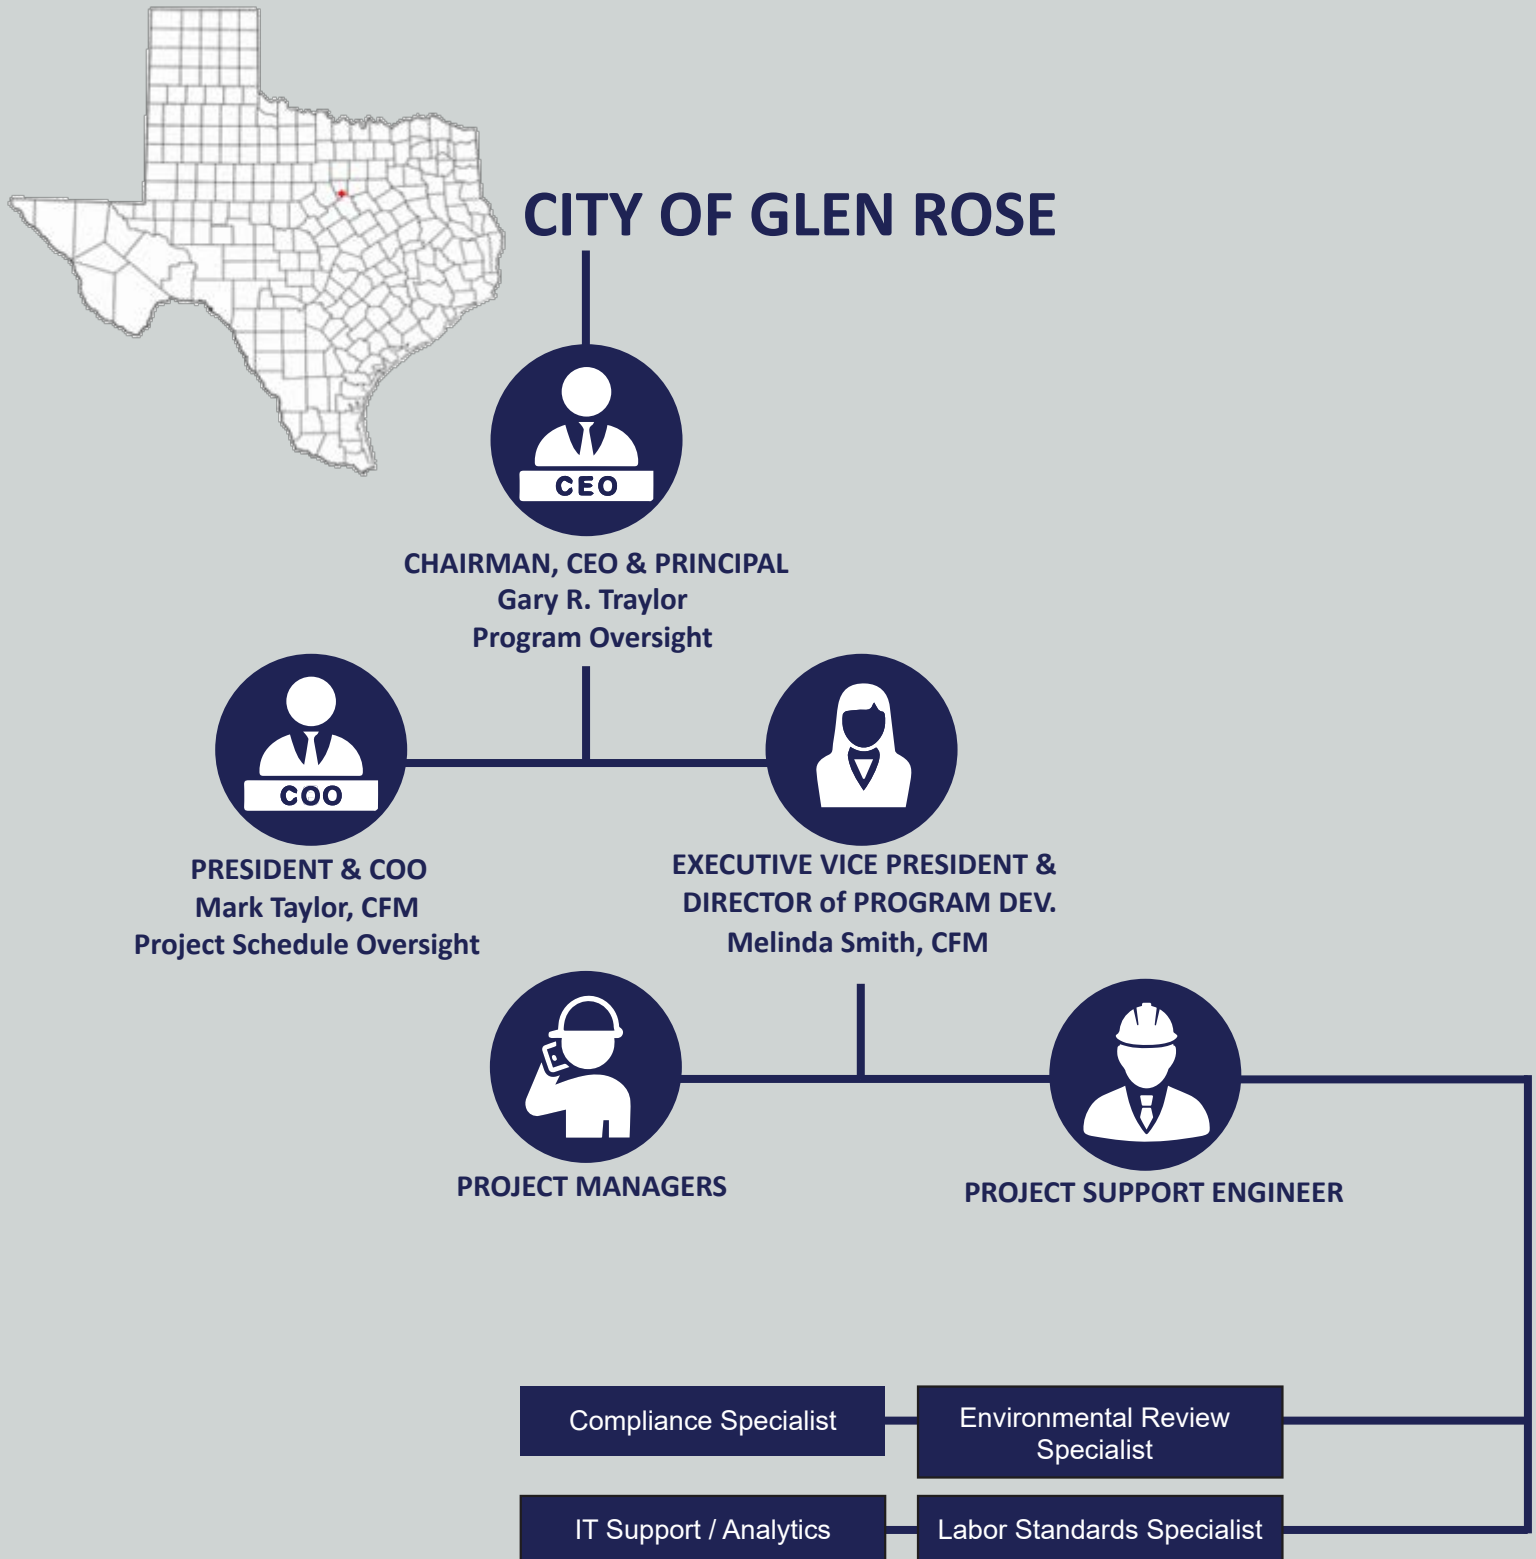 CITY OF GLEN ROSE
CEO
CHAIRMAN, CEO & PRINCIPAL
Gary R. Traylor
Program Oversight
COO
PRESIDENT & COO
Mark Taylor, CFM
Project Schedule Oversight
EXECUTIVE VICE PRESIDENT &
DIRECTOR of PROGRAM DEV.
Melinda Smith, CFM
PROJECT MANAGERS
PROJECT SUPPORT ENGINEER
Compliance Specialist
Environmental Review
Specialist
IT Support / Analytics
Labor Standards Specialist